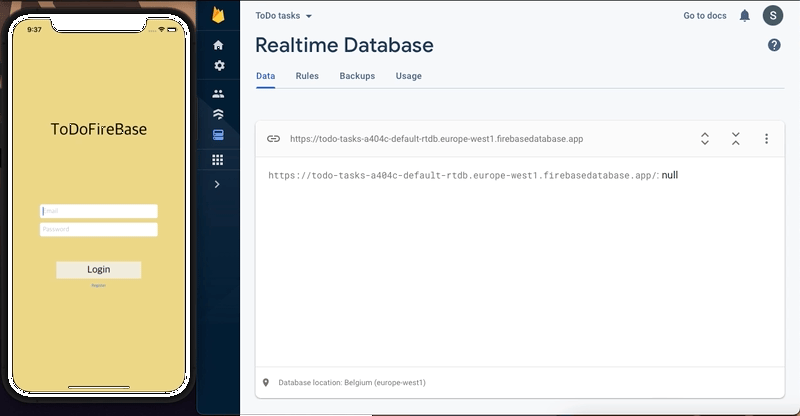 9:37
ToDoFireBase
Email
Password
Login
Register
ToDo tasks
Go to docs
S
Realtime Database
Data
Rules
Backups
Usage
https://todo-tasks-a404c-default-rtdb.europe-west1.firebasedatabase.app
https://todo-tasks-a404c-default-rtdb.europe-west1.firebasedatabase.app/: null
Database location: Belgium (europe-west1)